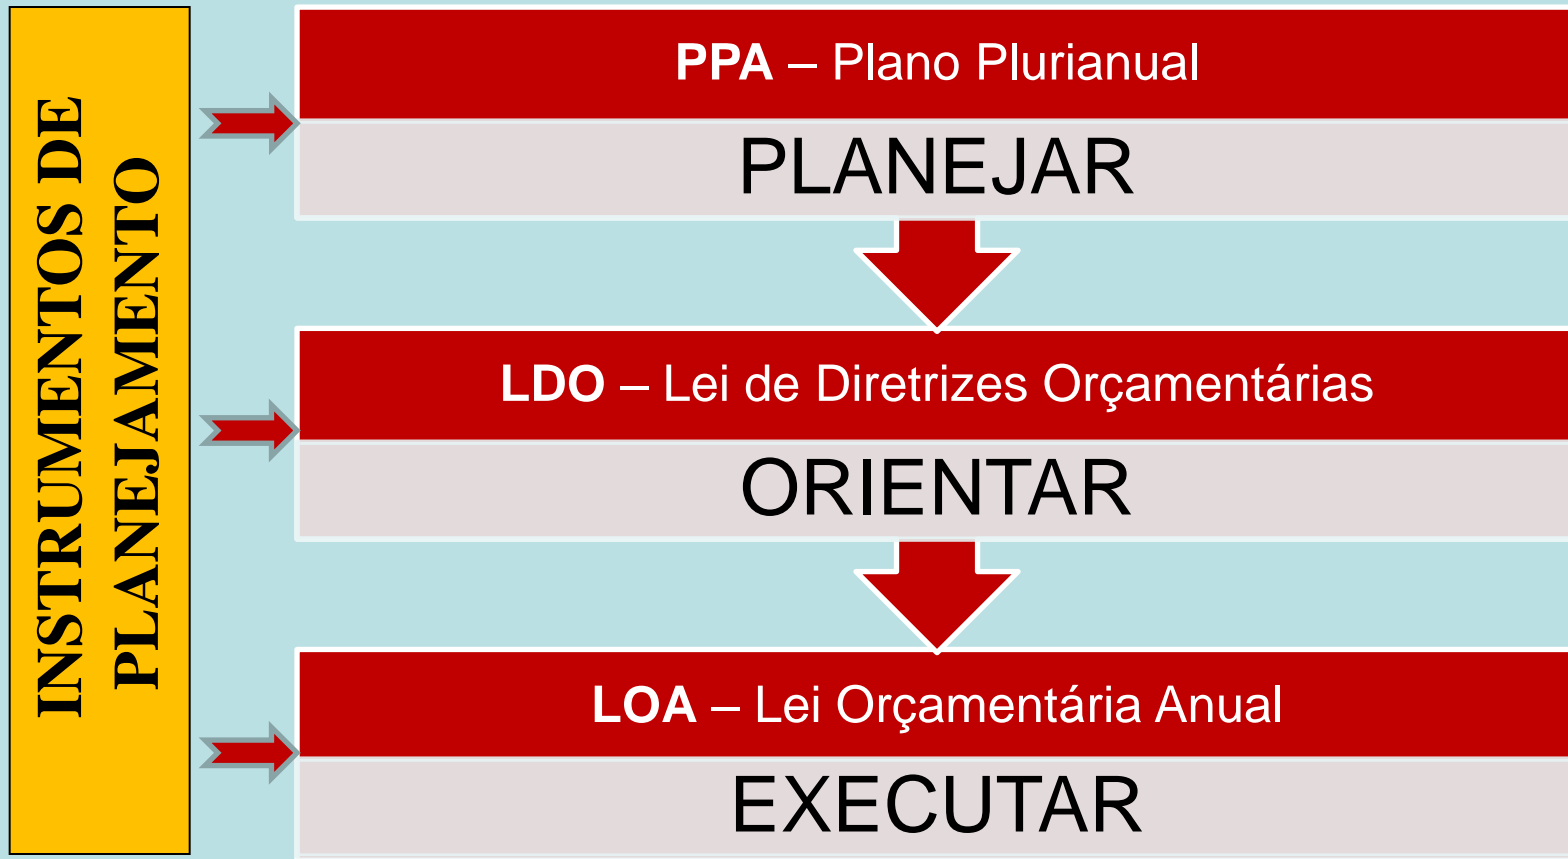 INSTRUMENTOS DE
PLANEJAMENTO
PPA – Plano Plurianual
PLANEJAR
LDO – Lei de Diretrizes Orçamentárias
ORIENTAR
LOA – Lei Orçamentária Anual
EXECUTAR